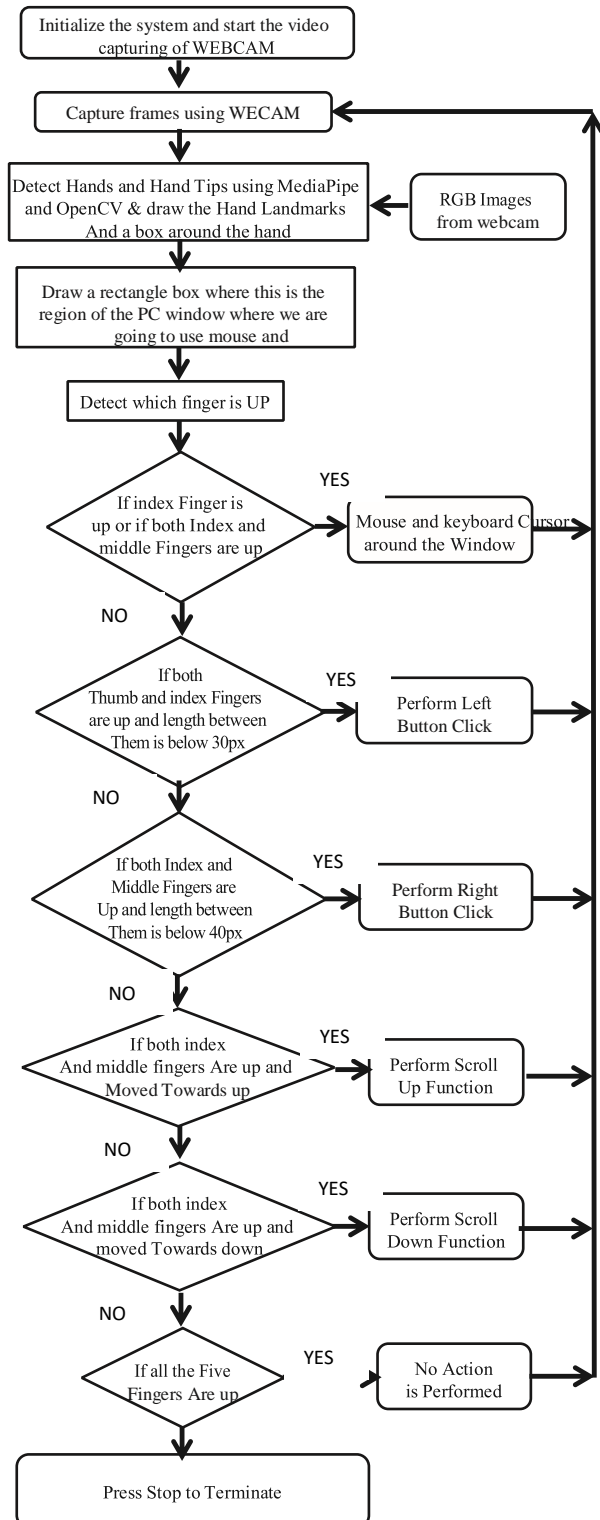 Initialize the system and start the video
capturing of WEBCAM
Capture frames using WECAM
Detect Hands and Hand Tips using MediaPipe
and OpenCV & draw the Hand Landmarks
And a box around the hand
RGB Images
from webcam
Draw a rectangle box where this is the
region of the PC window where we are
going to use mouse and
Detect which finger is UP
If index Finger is
up or if both Index and
middle Fingers are up
YES
Mouse and keyboard Cursor
around the Window
NO
If both
Thumb and index Fingers
are up and length between
Them is below 30px
YES
Perform Left
Button Click
NO
If both Index and
Middle Fingers are
Up and length between
Them is below 40px
YES
Perform Right
Button Click
NO
If both index
And middle fingers Are up and
Moved Towards up
YES
Perform Scroll
Up Function
NO
If both index
And middle fingers Are up and
moved Towards down
YES
Perform Scroll
Down Function
NO
If all the Five
Fingers Are up
YES
No Action
is Performed
Press Stop to Terminate